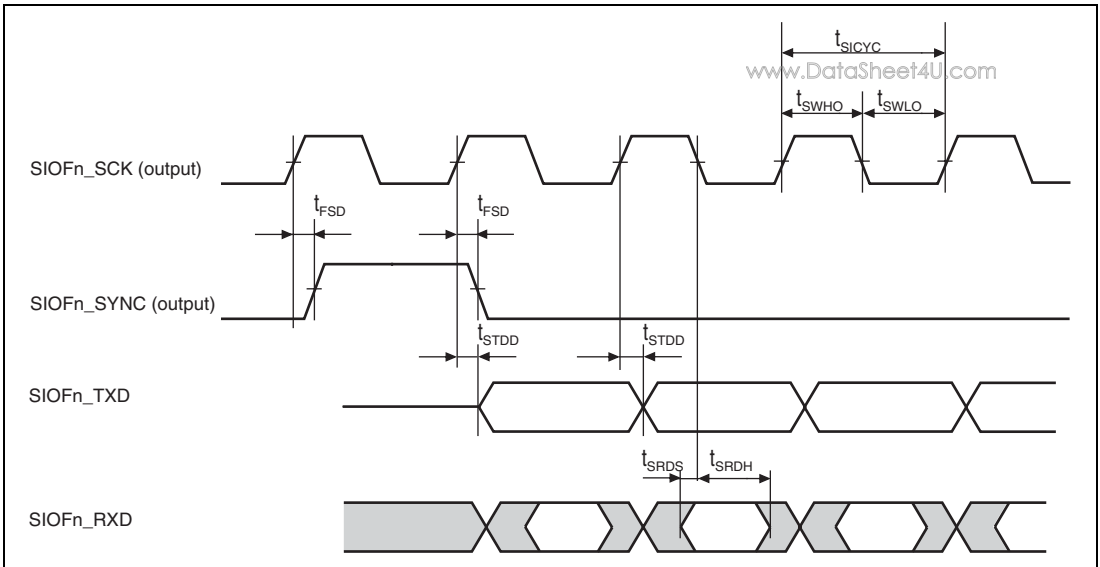 tSICYC
www.DataSheet4U.com
tSWHO tSWLO
SIOFn_SCK (output)
tFSD tFSD
SIOFn_SYNC (output)
tSTDD tSTDD
SIOFn_TXD
tSRDS tSRDH
SIOFn_RXD